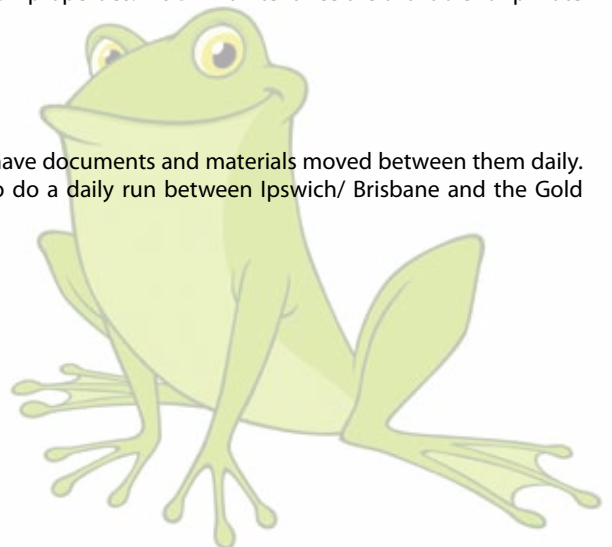 have documents and materials moved between them daily.
o do a daily run between Ipswich/ Brisbane and the Gold